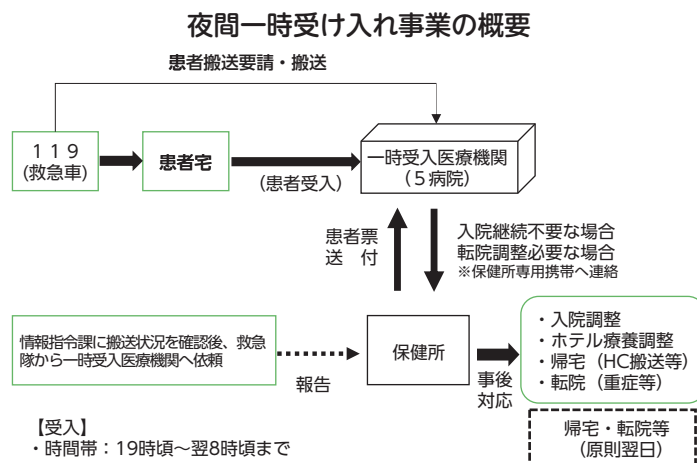 夜間一時受け入れ事業の概要
患者搬送要請・搬送
119
(救急車)
患者宅
(患者受入)
一時受入医療機関
(5病院)
患者票
送 付
入院継続不要な場合
転院調整必要な場合
※保健所専用携帯へ連絡
情報指令課に搬送状況を確認後、救急
隊から一時受入医療機関へ依頼
報告
保健所
事後
対応
・入院調整
・ホテル療養調整
・帰宅(HC搬送等)
・転院(重症等)
帰宅・転院等
(原則翌日)
【受入】
・時間帯:19時頃～翌8時頃まで